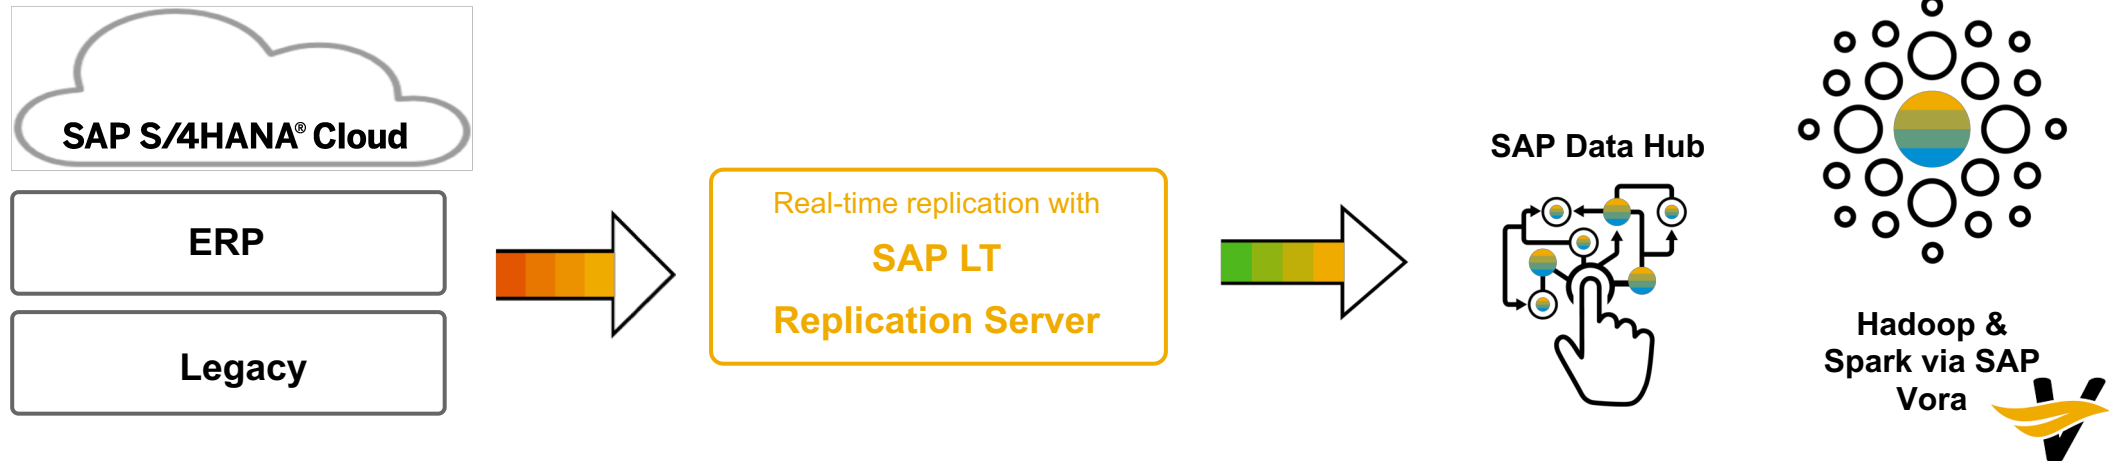 SAP S/4HANA® Cloud
ERP
Legacy
Real-time replication with
SAP LT
Replication Server
SAP Data Hub
Hadoop &
Spark via SAP
Vora